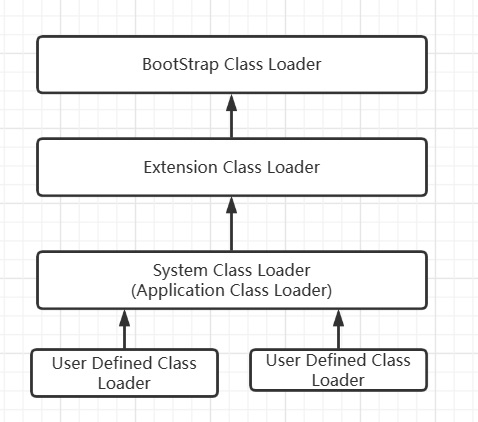 BootStrap Class Loader
Extension Class Loader
System Class Loader
(Application Class Loader)
User Defined Class
Loader
User Defined Class
Loader